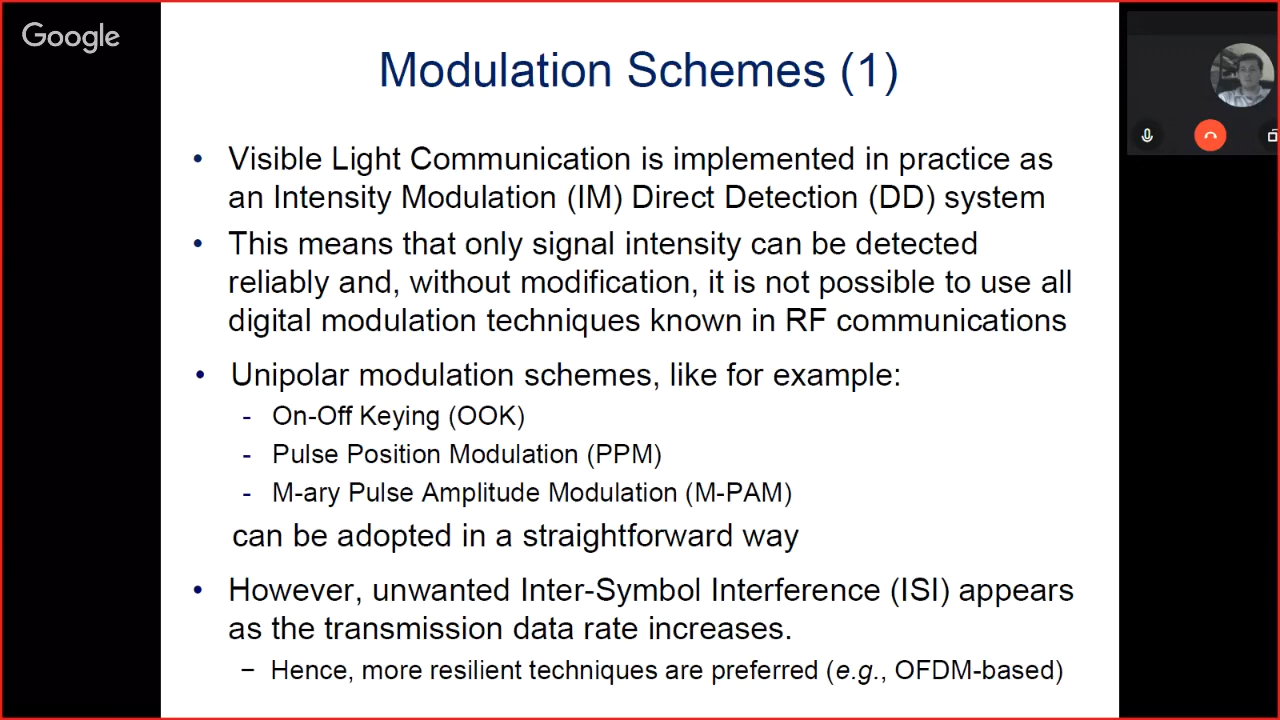 Google
Modulation Schemes (1)
• Visible Light Communication is implemented in practice as
an Intensity Modulation (IM) Direct Detection (DD) system
• This means that only signal intensity can be detected
reliably and, without modification, it is not possible to use all
digital modulation techniques known in RF communications
• Unipolar modulation schemes, like for example:
- On-Off Keying (OOK)
- Pulse Position Modulation (PPM)
- M-ary Pulse Amplitude Modulation (M-PAM)
can be adopted in a straightforward way
• However, unwanted Inter-Symbol Interference (ISI) appears
as the transmission data rate increases.
− Hence, more resilient techniques are preferred (e.g., OFDM-based)